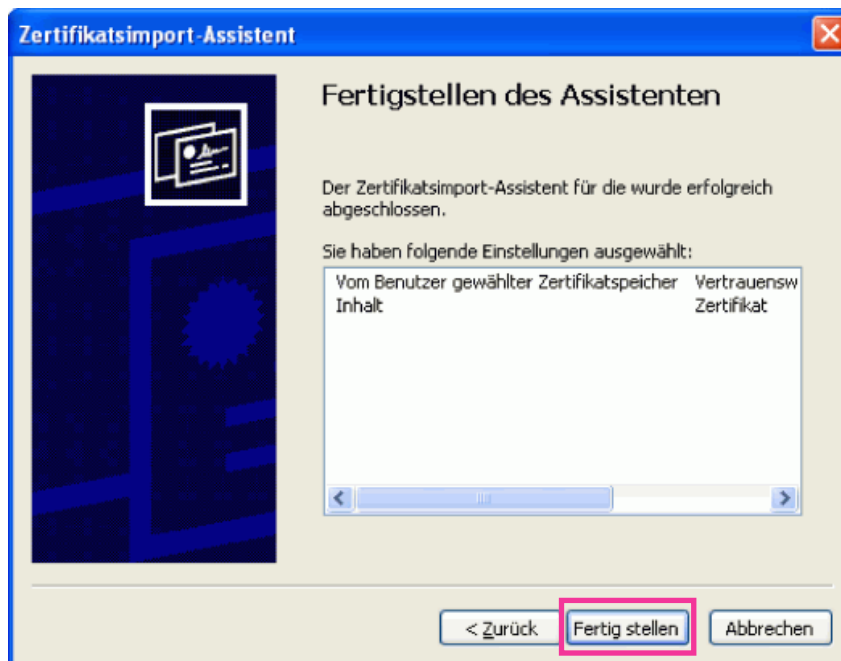 Zertifikatsimport-Assistent
Fertigstellen des Assistenten
Der Zertifikatsimport-Assistent für die wurde erfolgreich
abgeschlossen.
Sie haben folgende Einstellungen ausgewählt:
Vom Benutzer gewählter Zertifikatspeicher Vertrauensw
Inhalt Zertifikat
< Zurück Fertig stellen Abbrechen